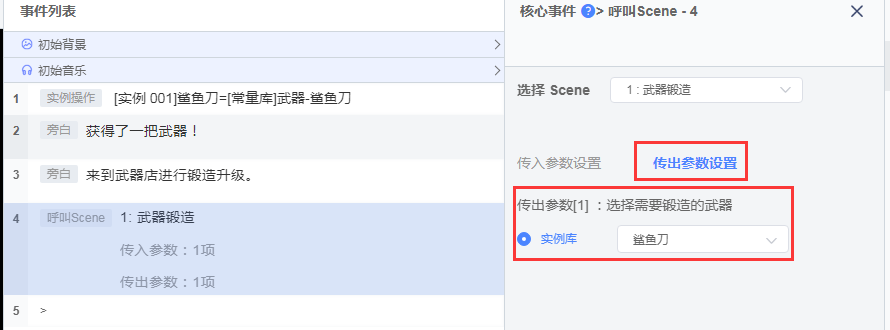 事件列表
初始背景
初始音乐
1 实例操作 [实例 001]鲨鱼刀=[常量库]武器-鲨鱼刀
2 旁白 获得了一把武器！
3 旁白 来到武器店进行锻造升级。
4 呼叫Scene 1: 武器锻造
传入参数：1项
传出参数：1项
5 >
核心事件 ?> 呼叫Scene - 4
选择 Scene 1 : 武器锻造
传入参数设置 传出参数设置
传出参数[1] ：选择需要锻造的武器
实例库 鲨鱼刀